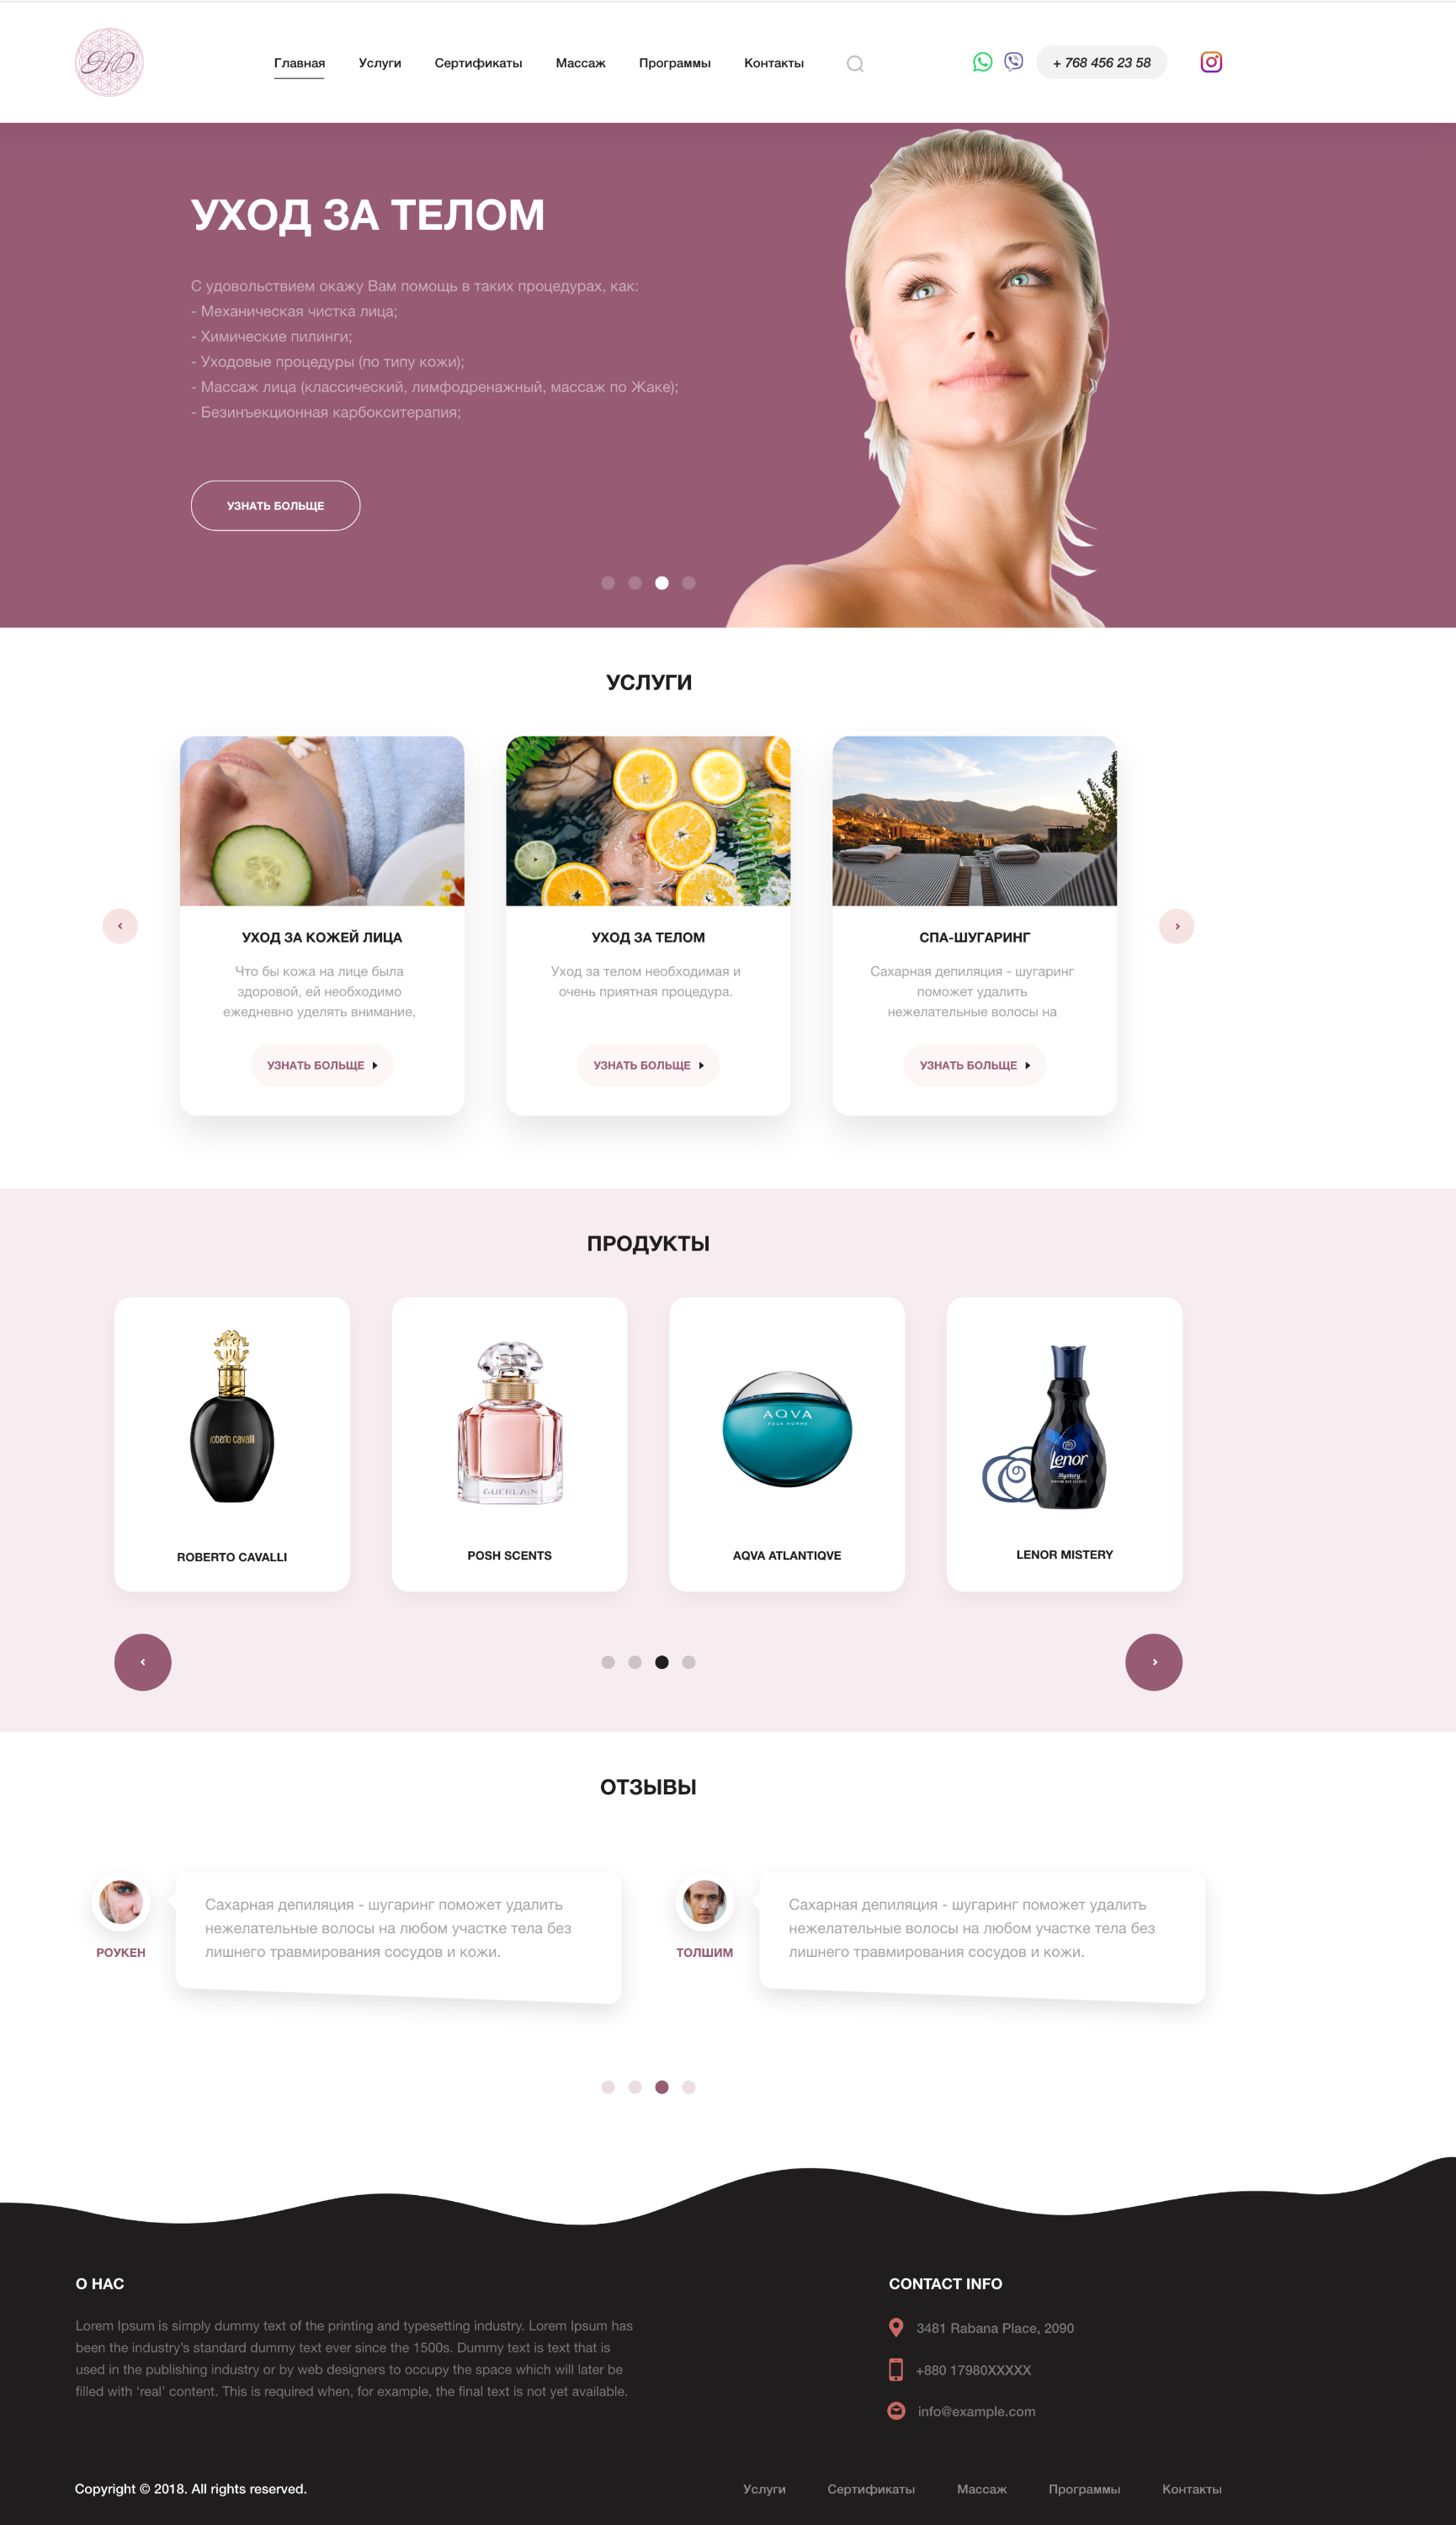 Главная
Услуги
Сертификаты
Массаж
Программы
Контакты
+ 768 456 23 58
УХОД ЗА ТЕЛОМ
С удовольствием окажу Вам помощь в таких процедурах, как:
- Механическая чистка лица;
- Химические пилинги;
- Уходовые процедуры (по типу кожи);
- Массаж лица (классический, лимфодренажный, массаж по Жаке);
- Безинъекционная карбокситерапия;
УЗНАТЬ БОЛЬЩЕ
УСЛУГИ
УХОД ЗА КОЖЕЙ ЛИЦА
Что бы кожа на лице была
здоровой, ей необходимо
ежедневно уделять внимание,
УЗНАТЬ БОЛЬЩЕ
УХОД ЗА ТЕЛОМ
Уход за телом необходимая и
очень приятная процедура.
УЗНАТЬ БОЛЬЩЕ
СПА-ШУГАРИНГ
Сахарная депиляция - шугаринг
поможет удалить
нежелательные волосы на
УЗНАТЬ БОЛЬЩЕ
ПРОДУКТЫ
roberto cavalli
ROBERTO CAVALLI
GUERLAIN
POSH SCENTS
AQVA
POUR HOMME
AQVA ATLANTIQVE
Lenor
Mystery
LENOR MISTERY
ОТЗЫВЫ
РОУКЕН
Сахарная депиляция - шугаринг поможет удалить
нежелательные волосы на любом участке тела без
лишнего травмирования сосудов и кожи.
ТОЛШИМ
Сахарная депиляция - шугаринг поможет удалить
нежелательные волосы на любом участке тела без
лишнего травмирования сосудов и кожи.
О НАС
Lorem Ipsum is simply dummy text of the printing and typesetting industry. Lorem Ipsum has
been the industry’s standard dummy text ever since the 1500s. Dummy text is text that is
used in the publishing industry or by web designers to occupy the space which will later be
filled with ‘real’ content. This is required when, for example, the final text is not yet available.
CONTACT INFO
3481 Rabana Place, 2090
+880 17980XXXXX
info@example.com
Copyright © 2018. All rights reserved.
Услуги
Сертификаты
Массаж
Программы
Контакты